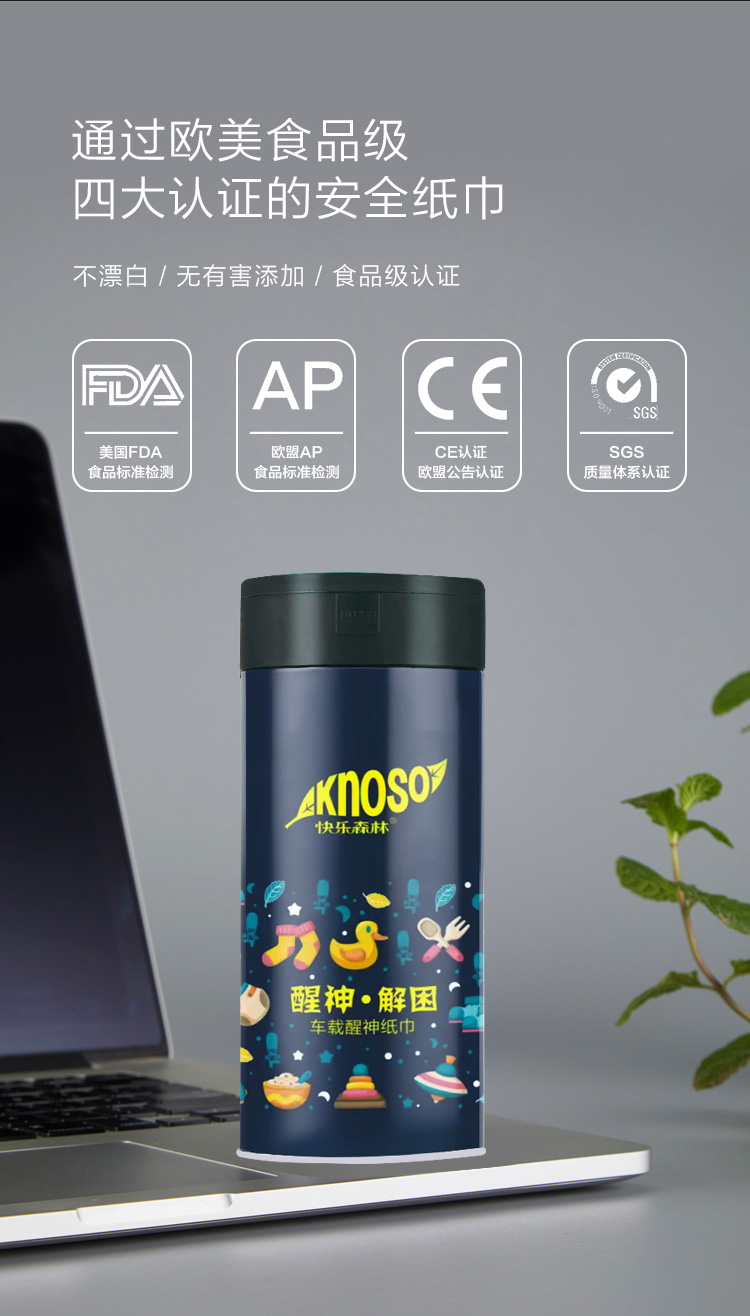 通过欧美食品级
四大认证的安全纸巾
不漂白 / 无有害添加 / 食品级认证
FDA
美国FDA
食品标准检测
AP
欧盟AP
食品标准检测
CE
CE认证
欧盟公告认证
SYSTEM CERTIFICATION
SGS
SGS
质量体系认证
press
KNOSO
快乐森林®
醒神·解困
车载醒神纸巾